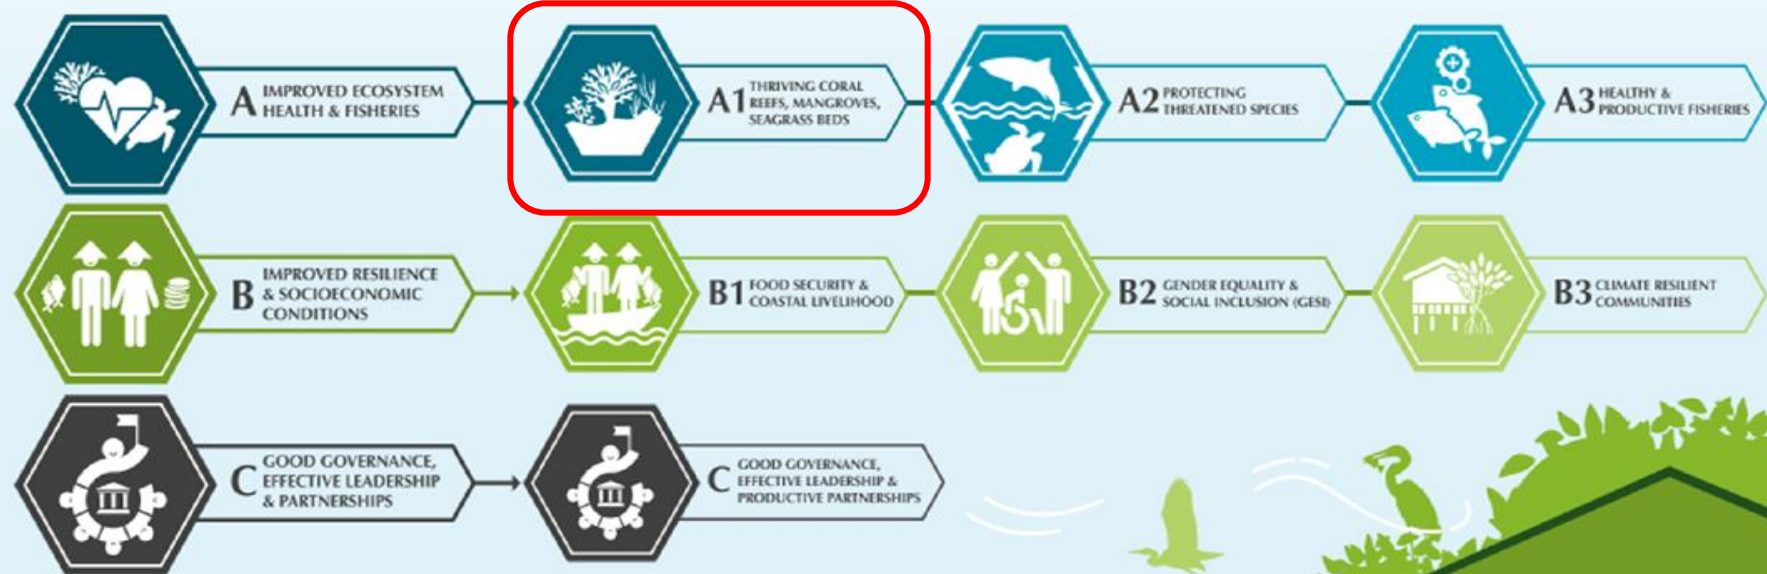 A IMPROVED ECOSYSTEM
HEALTH & FISHERIES
A1 THRIVING CORAL
REEFS, MANGROVES,
SEAGRASS BEDS
A2 PROTECTING
THREATENED SPECIES
A3 HEALTHY &
PRODUCTIVE FISHERIES
B IMPROVED RESILIENCE
& SOCIOECONOMIC
CONDITIONS
B1 FOOD SECURITY &
COASTAL LIVELIHOOD
B2 GENDER EQUALITY &
SOCIAL INCLUSION (GESI)
B3 CLIMATE RESILIENT
COMMUNITIES
C GOOD GOVERNANCE,
EFFECTIVE LEADERSHIP
& PARTNERSHIPS
C GOOD GOVERNANCE,
EFFECTIVE LEADERSHIP &
PRODUCTIVE PARTNERSHIPS